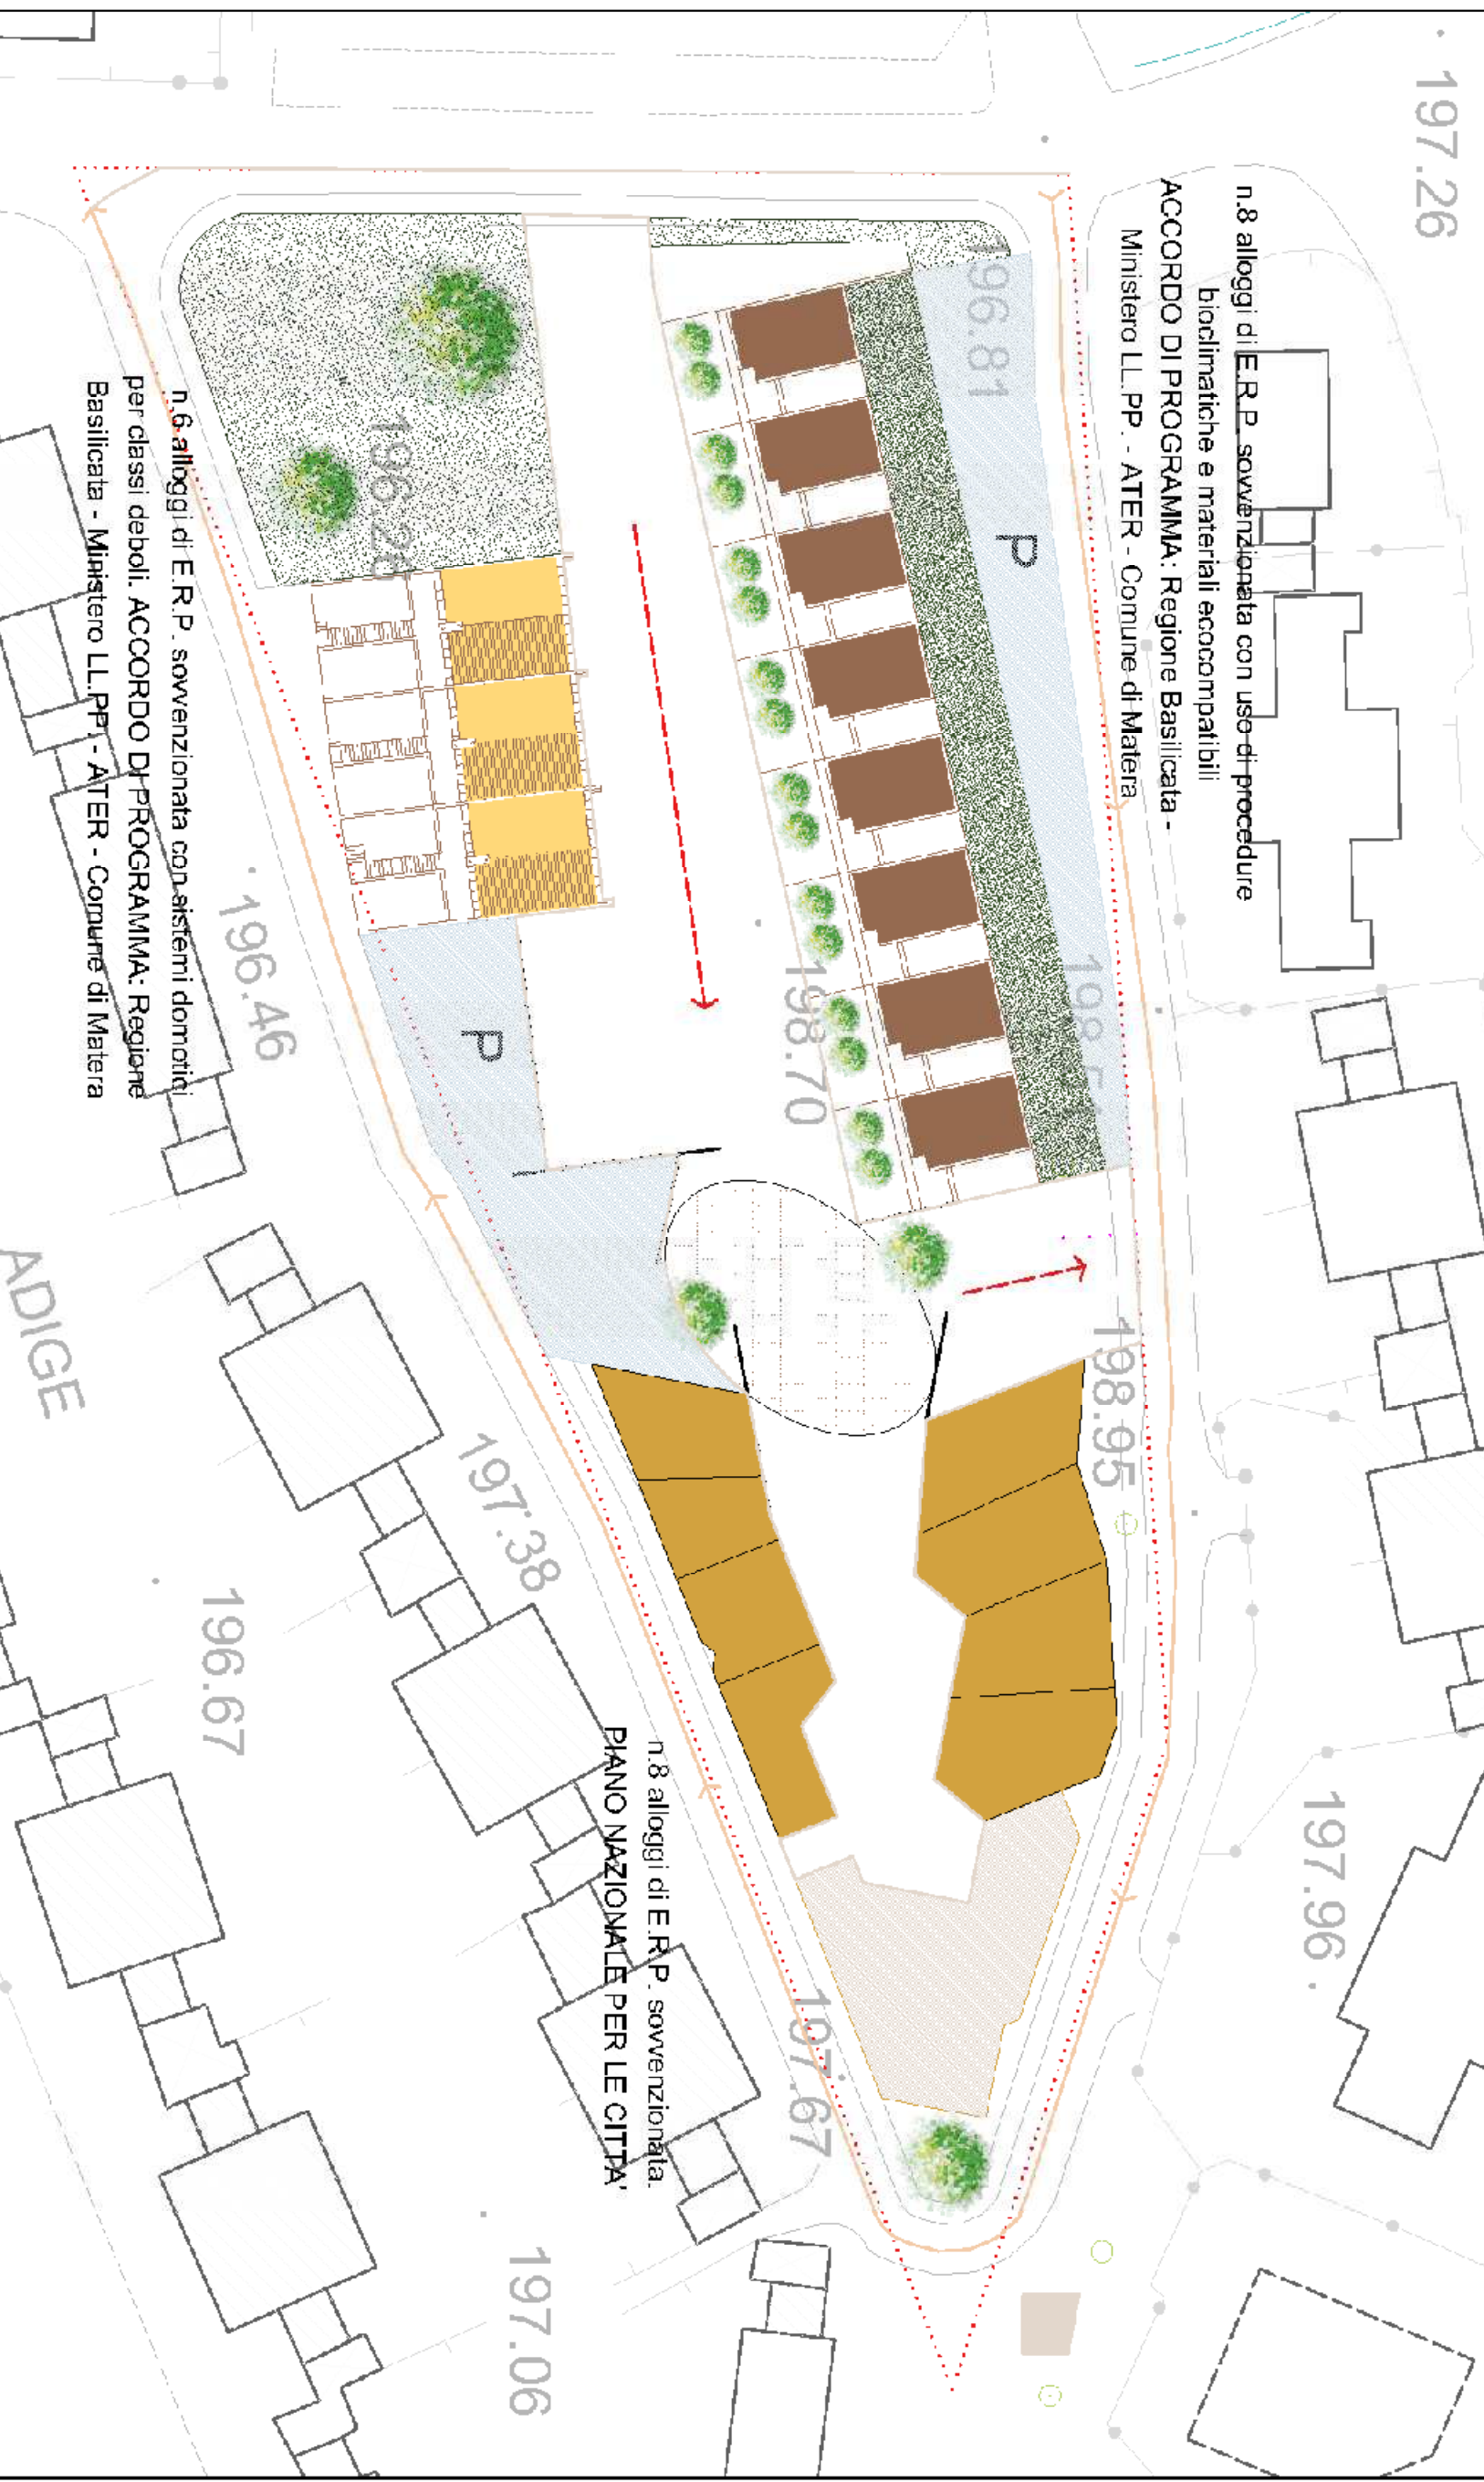 197.26
n.8 alloggi di E.R.P. sovvenzionata con uso di procedure
bioclimatiche e materiali ecocompatibili
ACCORDO DI PROGRAMMA: Regione Basilicata -
Ministero LL.PP. - ATER - Comune di Matera
196.81
P
198.70
198.95
196.26
n.6 alloggi di E.R.P. sovvenzionata con sistemi domotici
per classi deboli. ACCORDO DI PROGRAMMA: Regione
Basilicata - Ministero LL.PP. - ATER - Comune di Matera
P
196.46
ADIGE
197.38
196.67
197.96
n.8 alloggi di E.R.P. sovvenzionata.
PIANO NAZIONALE PER LE CITTA'
197.67
197.06